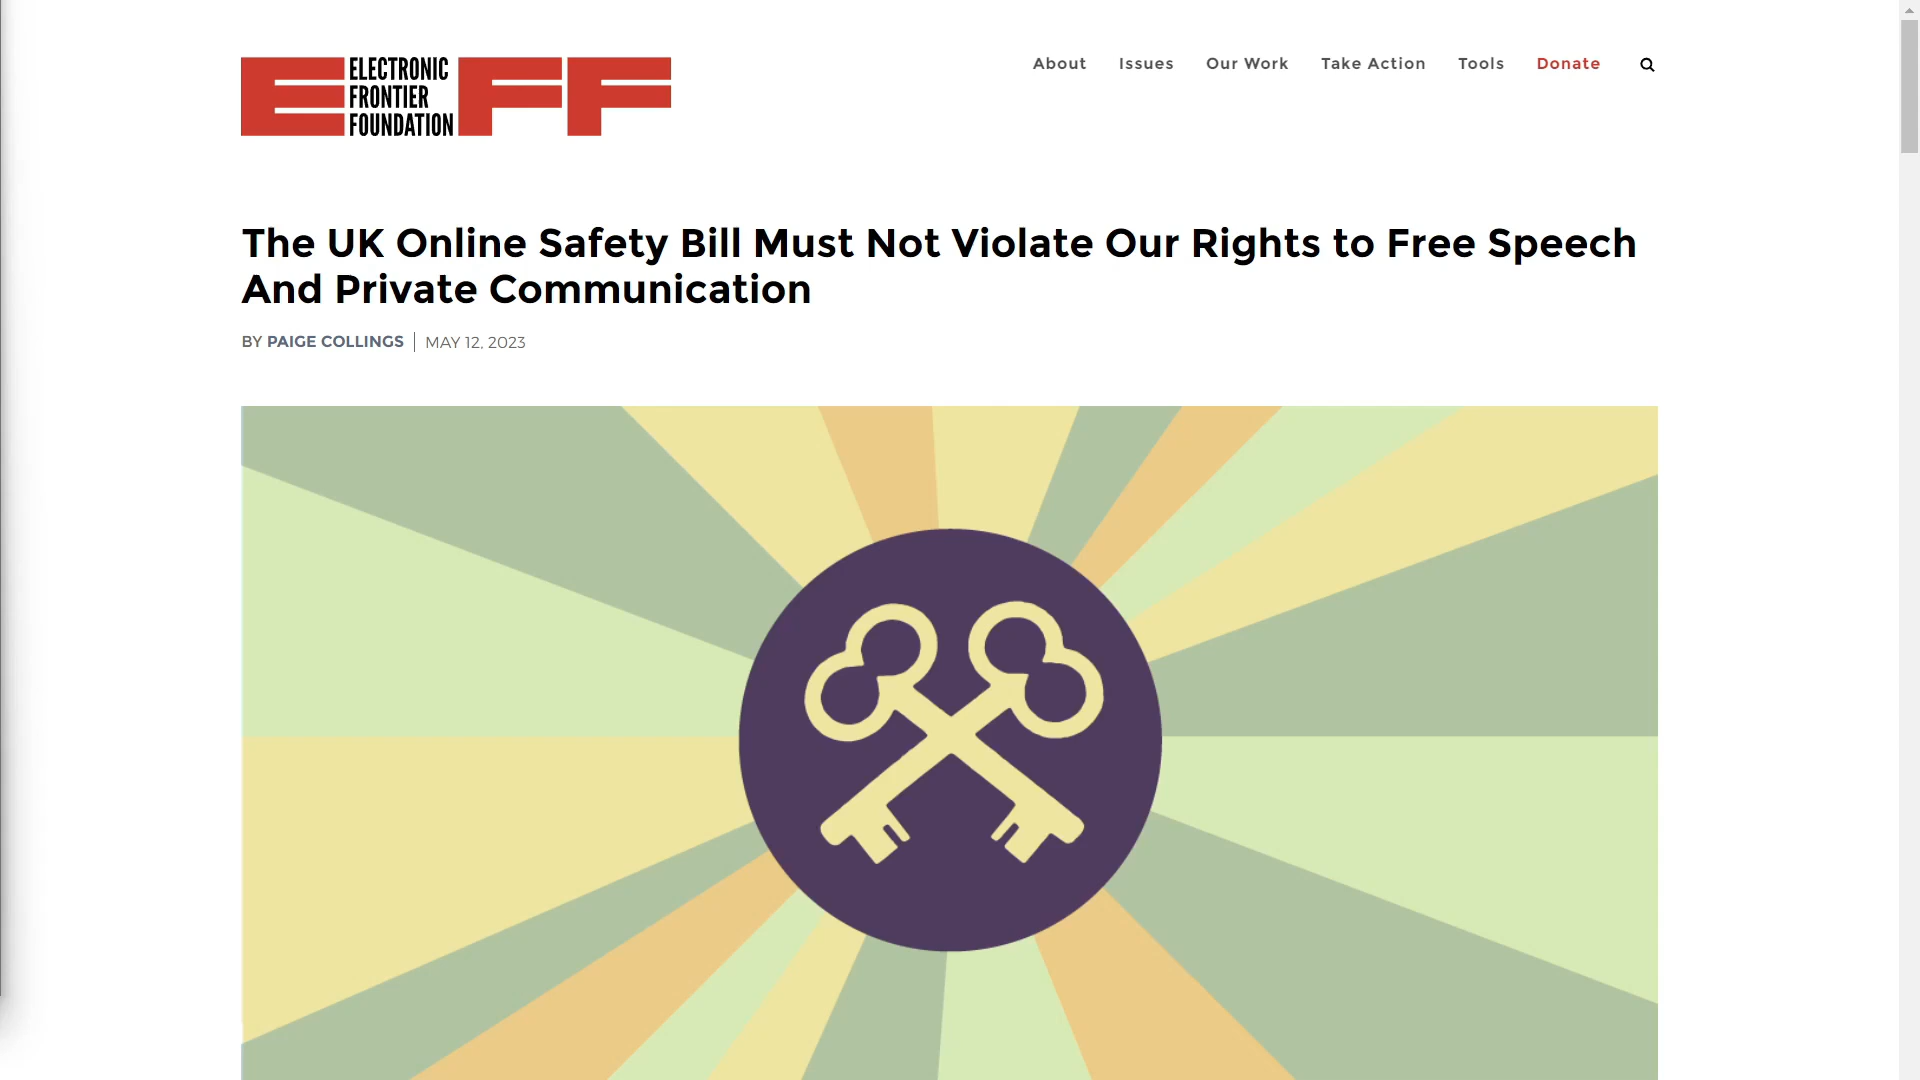 ELECTRONIC
FRONTIER
FOUNDATION
EFF
About Issues Our Work Take Action Tools Donate
The UK Online Safety Bill Must Not Violate Our Rights to Free Speech
And Private Communication
BY PAIGE COLLINGS | MAY 12, 2023